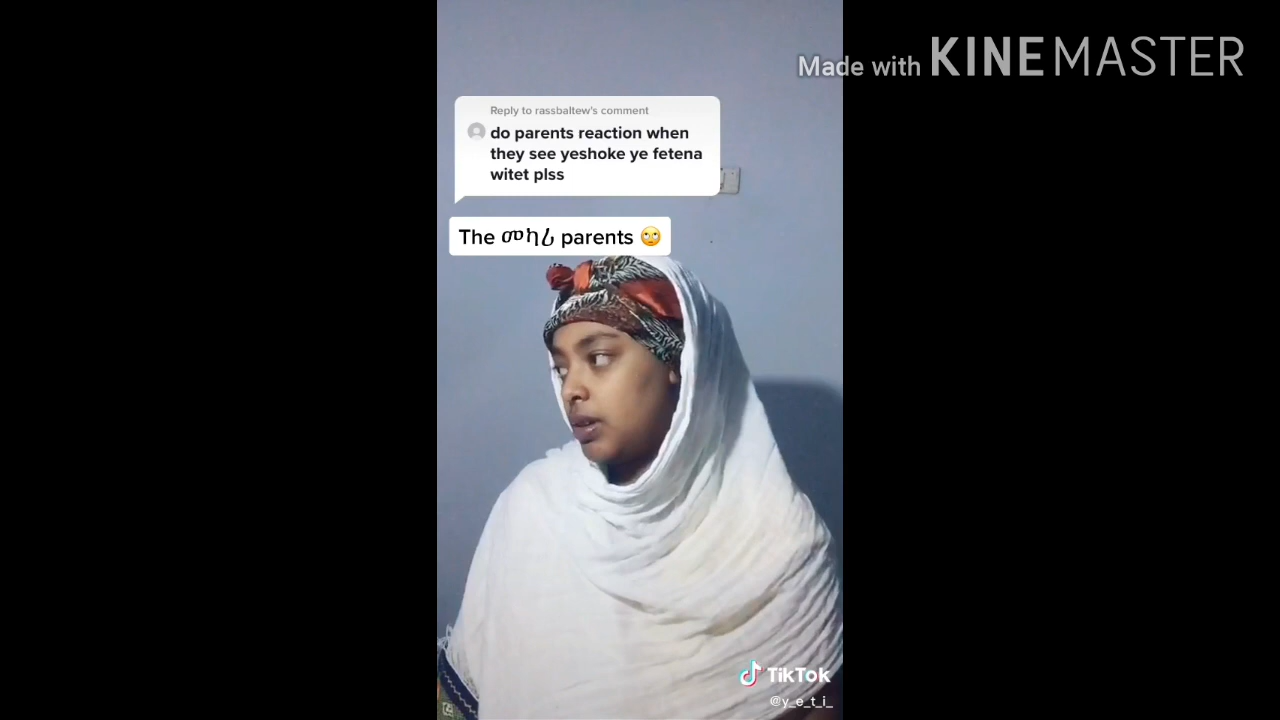 Made with KINEMASTER
Reply to rassbaltew's comment
do parents reaction when
they see yeshoke ye fetena
witet plss
The መካሪ parents 🙄
TikTok
@y_e_t_i_